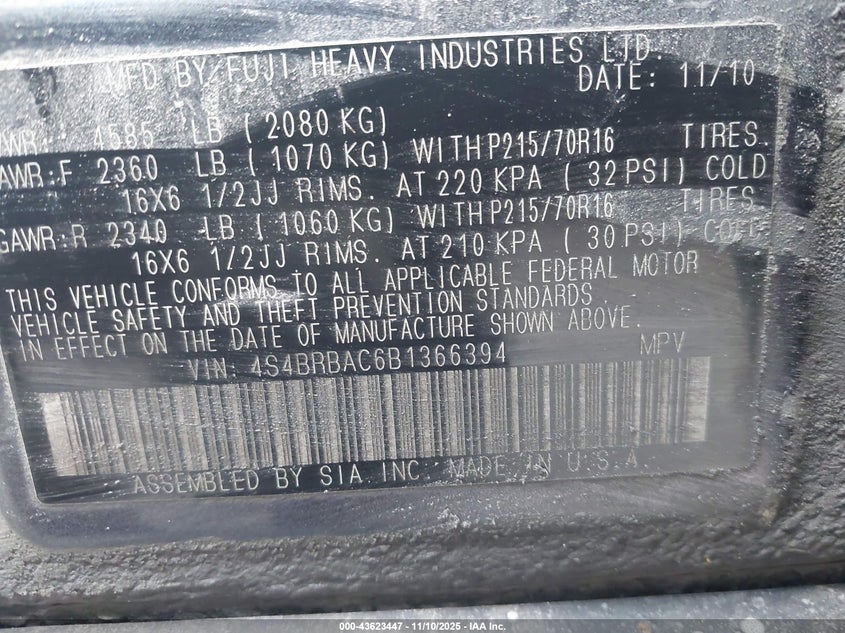 MFD BY FUJI HEAVY INDUSTRIES LTD.
DATE: 11/10
WR: 4585 LB ( 2080 KG)
AWR:F 2360 LB ( 1070 KG) WITH P215/70R16 TIRES.
16X6 1/2JJ RIMS. AT 220 KPA ( 32 PSI) COLD
GAWR:R 2340 LB ( 1060 KG) WITH P215/70R16 TIRES
16X6 1/2JJ RIMS. AT 210 KPA ( 30 PSI) COLD
THIS VEHICLE CONFORMS TO ALL APPLICABLE FEDERAL MOTOR
VEHICLE SAFETY AND THEFT PREVENTION STANDARDS.
IN EFFECT ON THE DATE OF MANUFACTURE SHOWN ABOVE.
VIN: 4S4BRBAC6B1366394 MPV
ASSEMBLED BY SIA INC. MADE IN U.S.A.
000-43623447 - 11/10/2025 - IAA Inc.